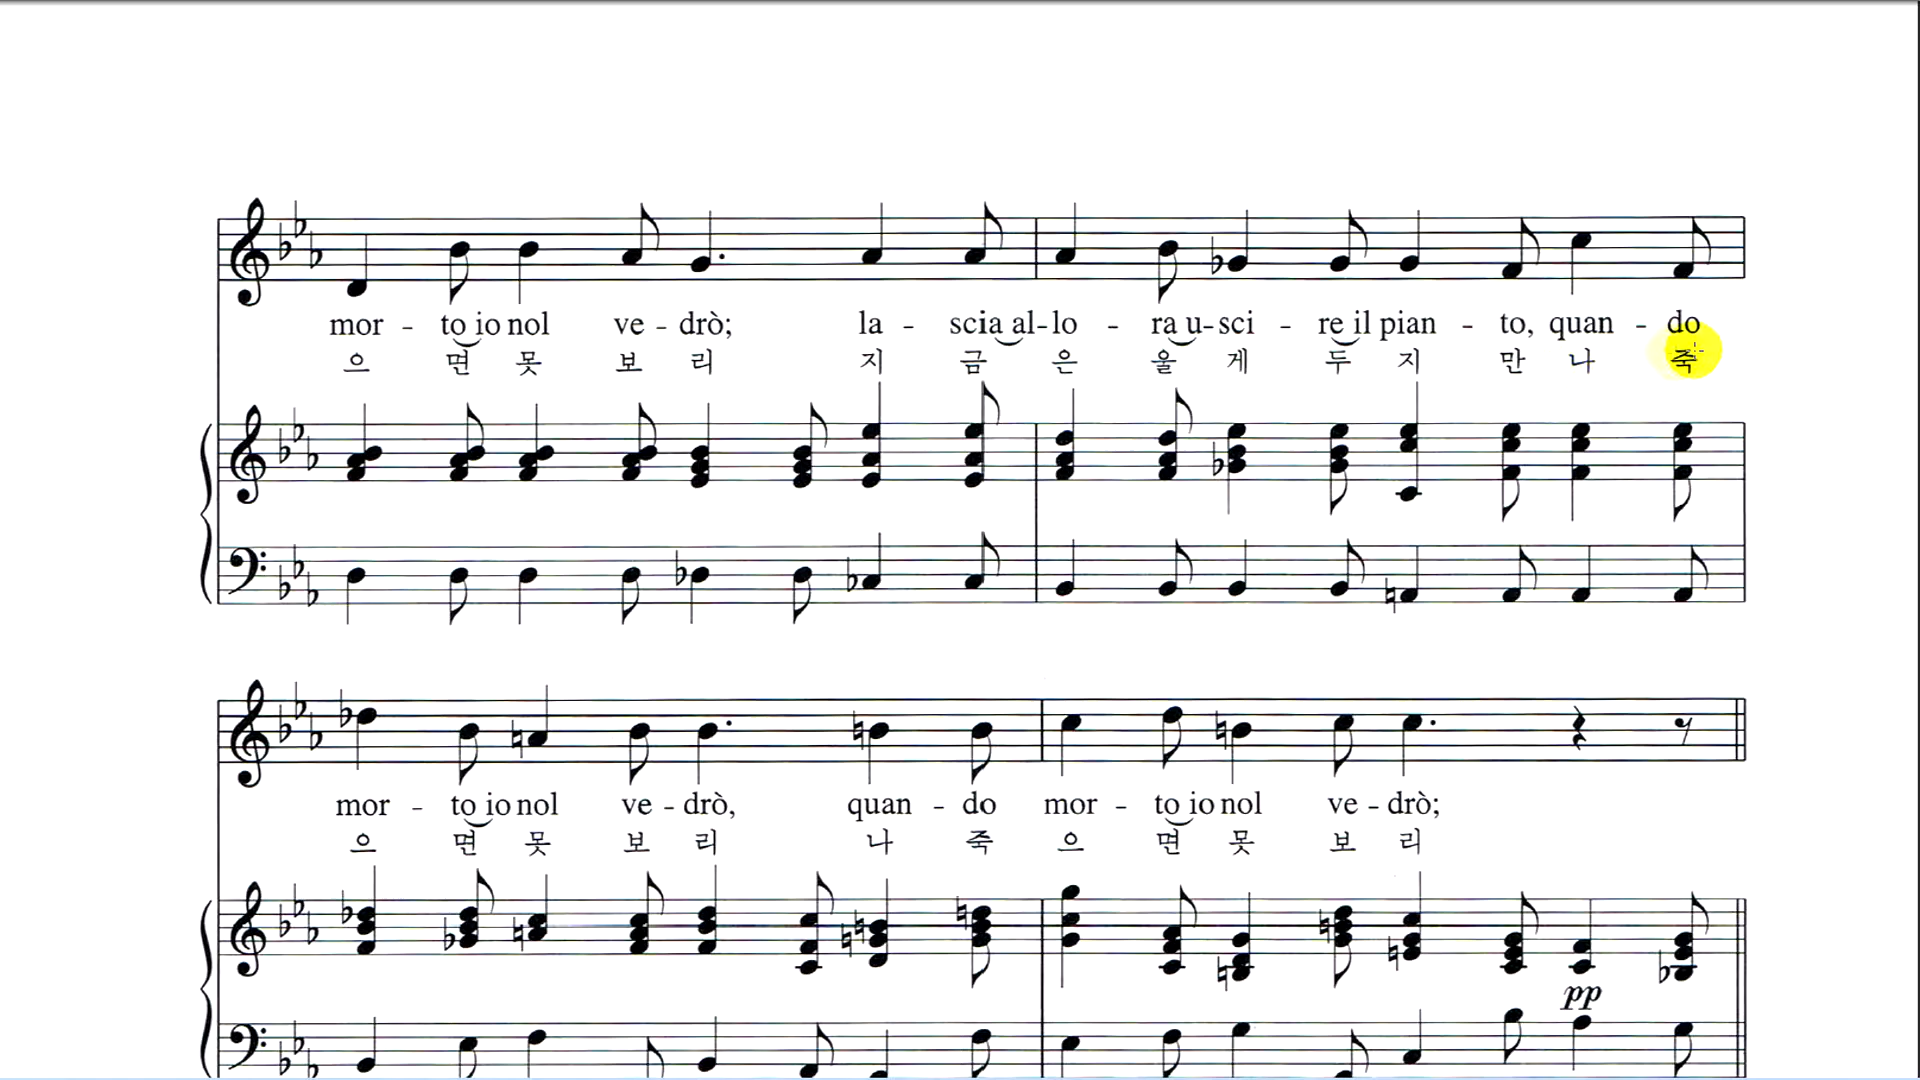 mor - to io nol ve - drò; la - scia al - lo - ra u - sci - re il pian - to, quan - do
으 면 못 보 리 지 금 은 울 게 두 지 만 나 죽
mor - to io nol ve - drò, quan - do mor - to io nol ve - drò;
으 면 못 보 리 나 죽 으 면 못 보 리
pp